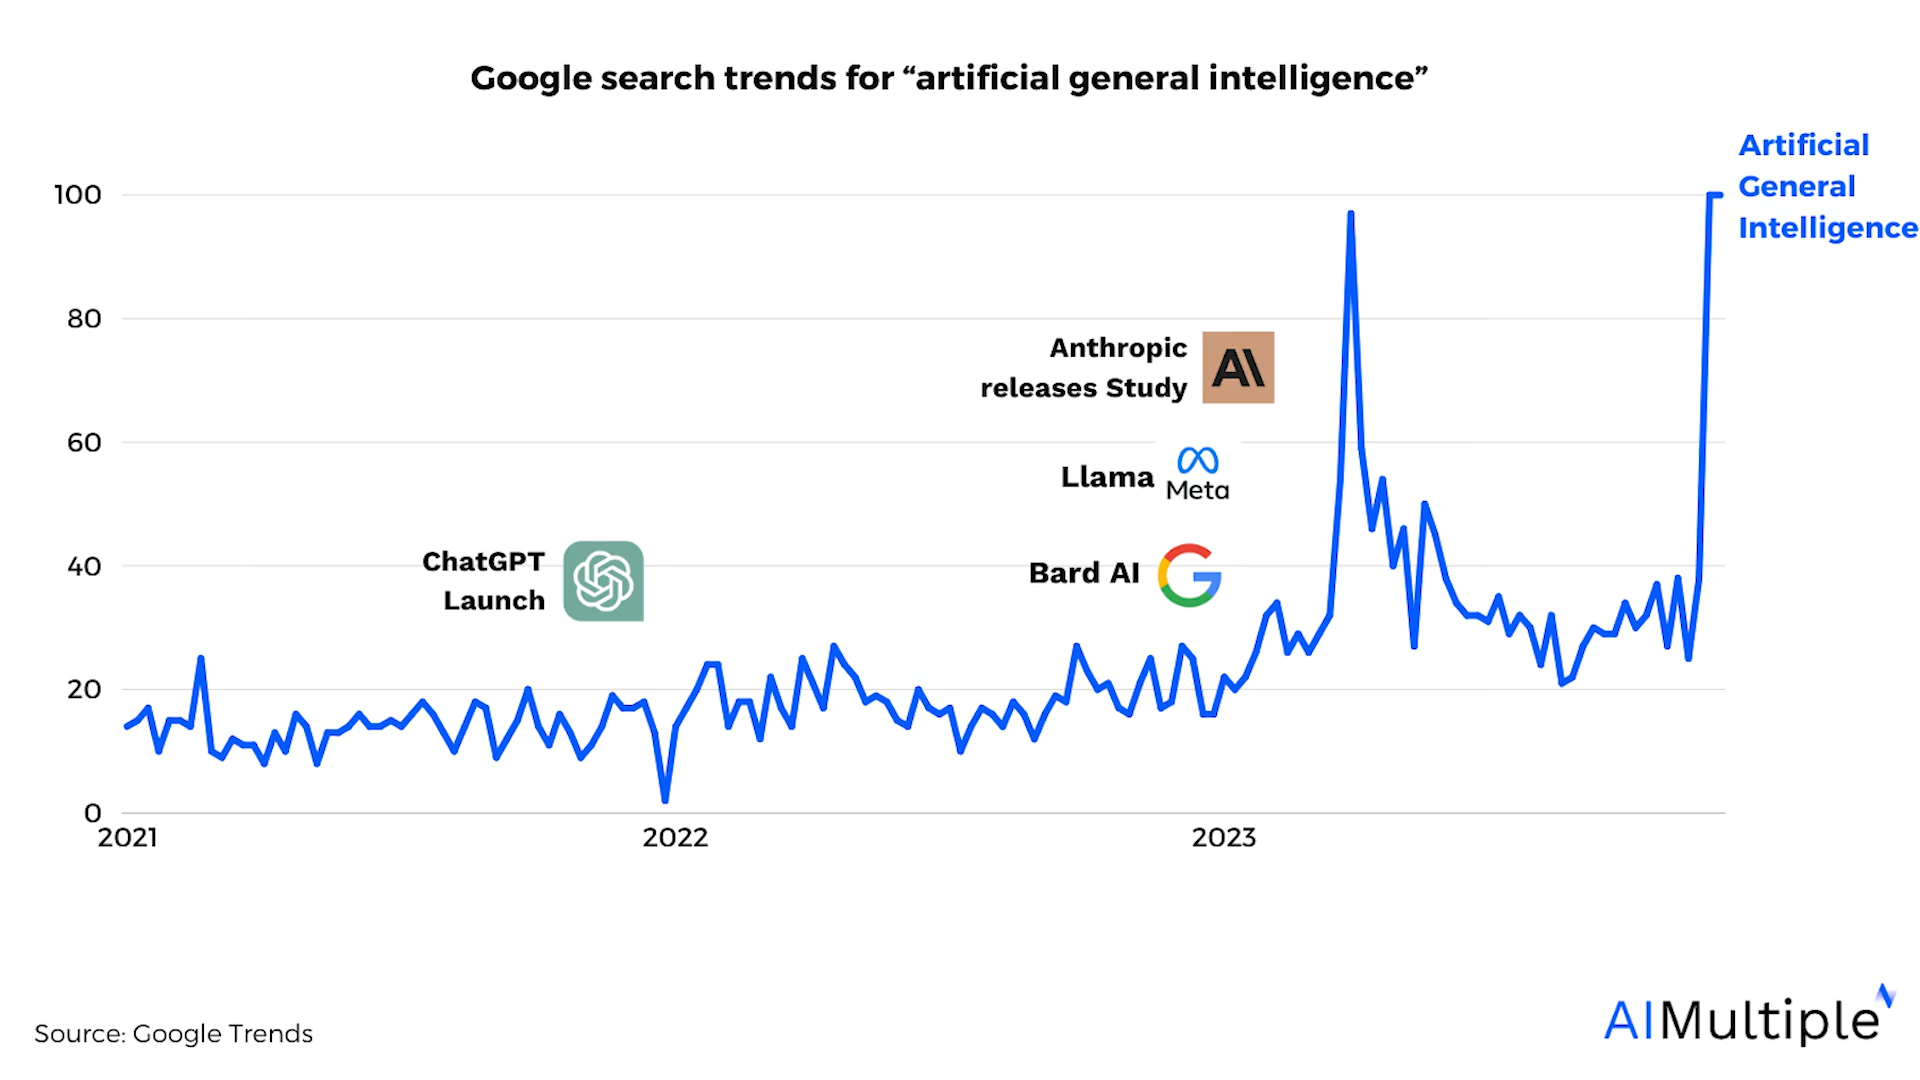 Google search trends for “artificial general intelligence”
Artificial
General
Intelligence
100
80
60
40
20
0
Anthropic
releases Study
A\
Llama
Meta
Bard AI
G
ChatGPT
Launch
2021
2022
2023
Source: Google Trends
AIMultiple